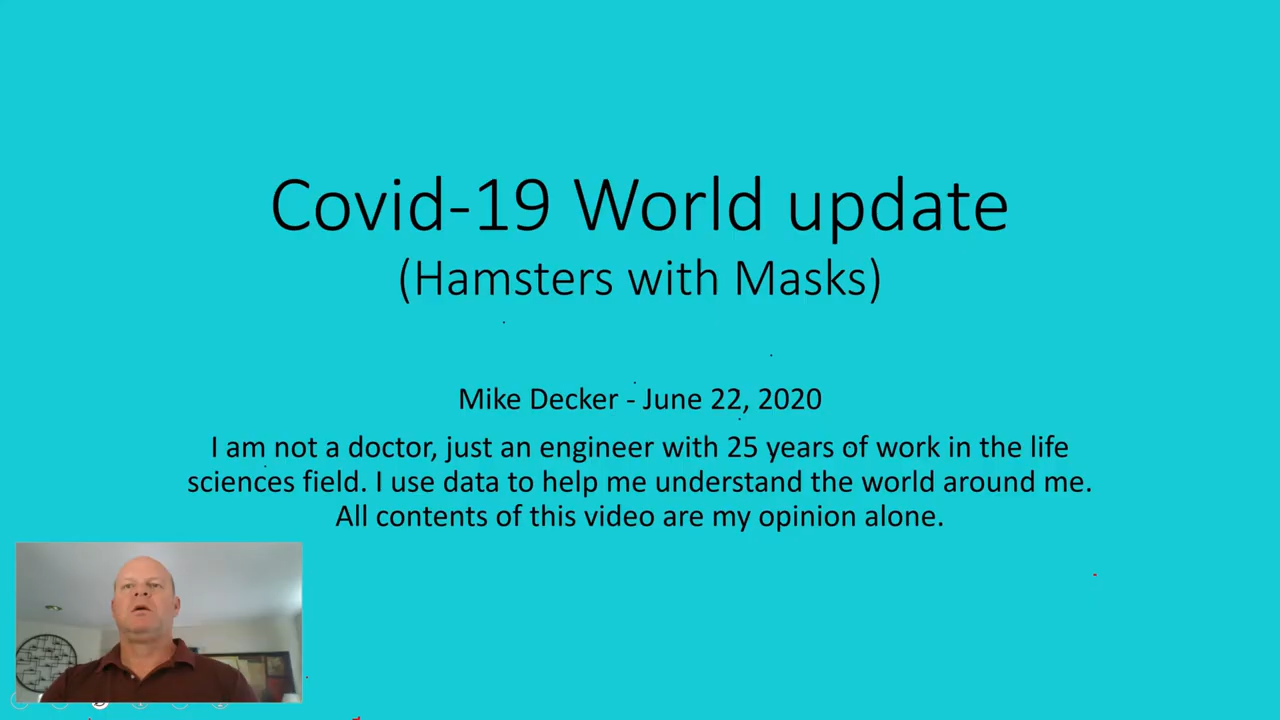 Covid-19 World update
(Hamsters with Masks)
Mike Decker - June 22, 2020
I am not a doctor, just an engineer with 25 years of work in the life
sciences field. I use data to help me understand the world around me.
All contents of this video are my opinion alone.